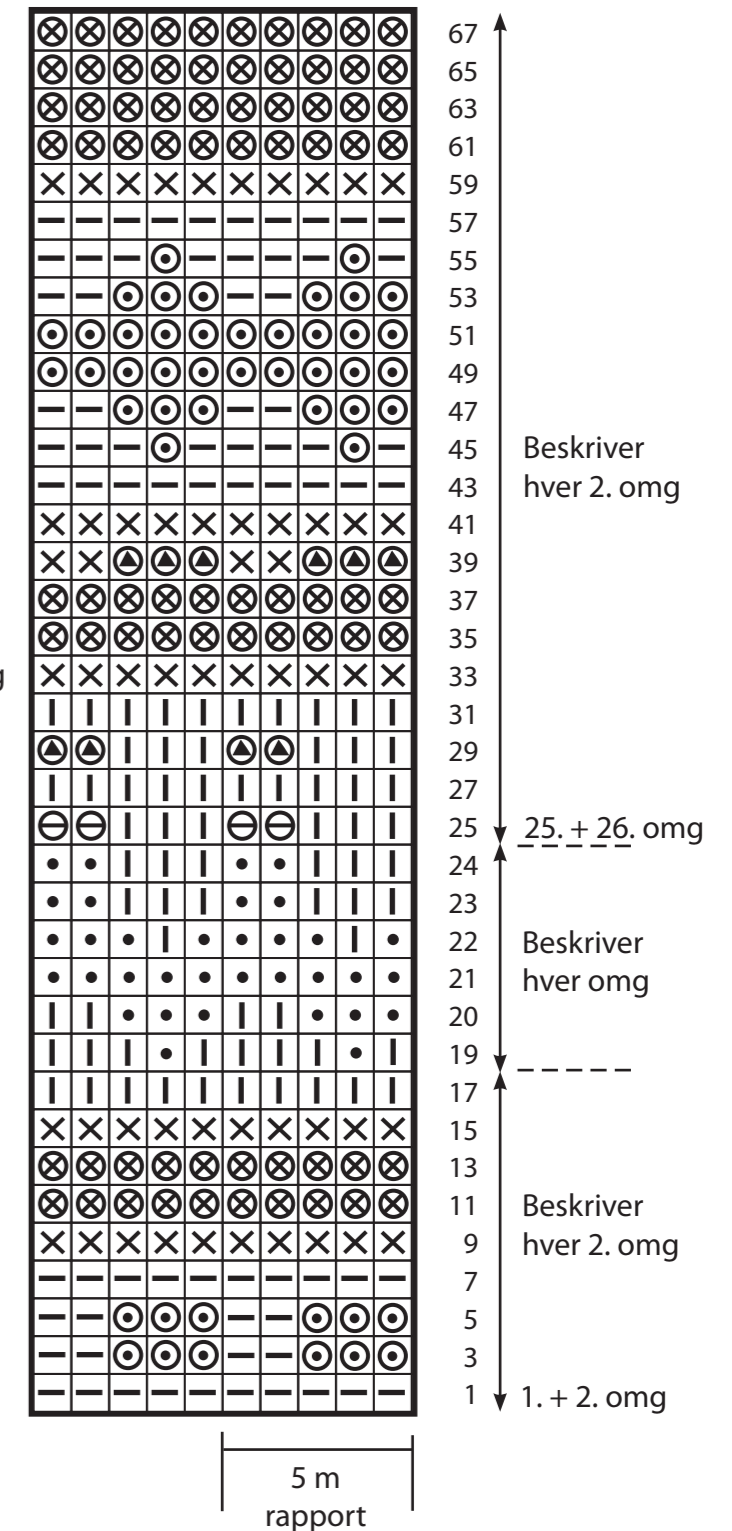 67
65
63
61
59
57
55
53
51
49
47
45 Beskriver
43 hver 2. omg
41
39
37
35
g 33
31
29
27
25 25. + 26. omg
24
23
22 Beskriver
21 hver omg
20
19
17
15
13
11 Beskriver
9 hver 2. omg
7
5
3
1 1. + 2. omg
5 m
rapport